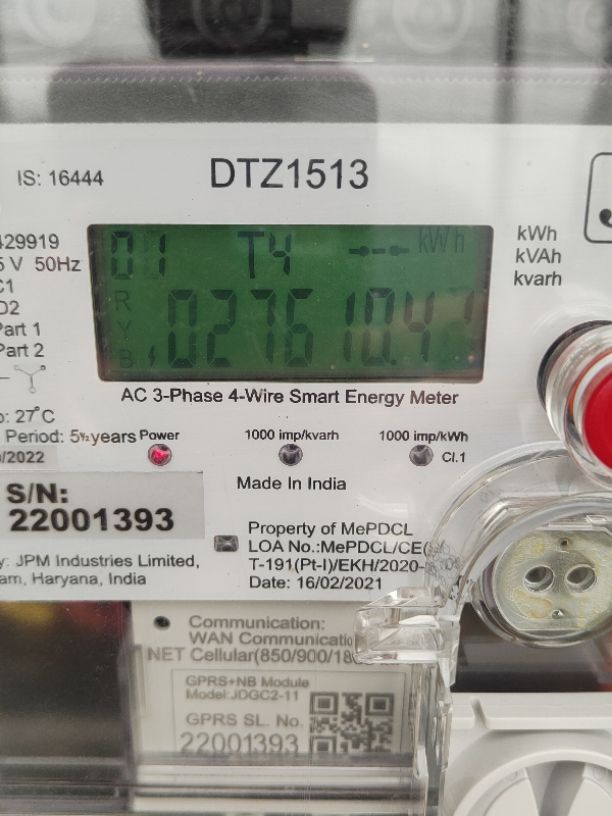 IS: 16444
DTZ1513
429919
V 50Hz
01 T4 kWh
kWh
kVAh
kvarh
C1
D2
Part 1
Part 2
R
Y
B
027610.47
AC 3-Phase 4-Wire Smart Energy Meter
: 27°C
Period: 5½years
/2022
Power
1000 imp/kvarh
1000 imp/kWh
Cl.1
Made In India
S/N:
22001393
Property of MePDCL
LOA No.:MePDCL/CE(
T-191(Pt-I)/EKH/2020-
Date: 16/02/2021
y: JPM Industries Limited,
am, Haryana, India
Communication:
WAN Communicatio
NET Cellular(850/900/18
GPRS+NB Module
Model:JDGC2-11
GPRS SL. No.
22001393